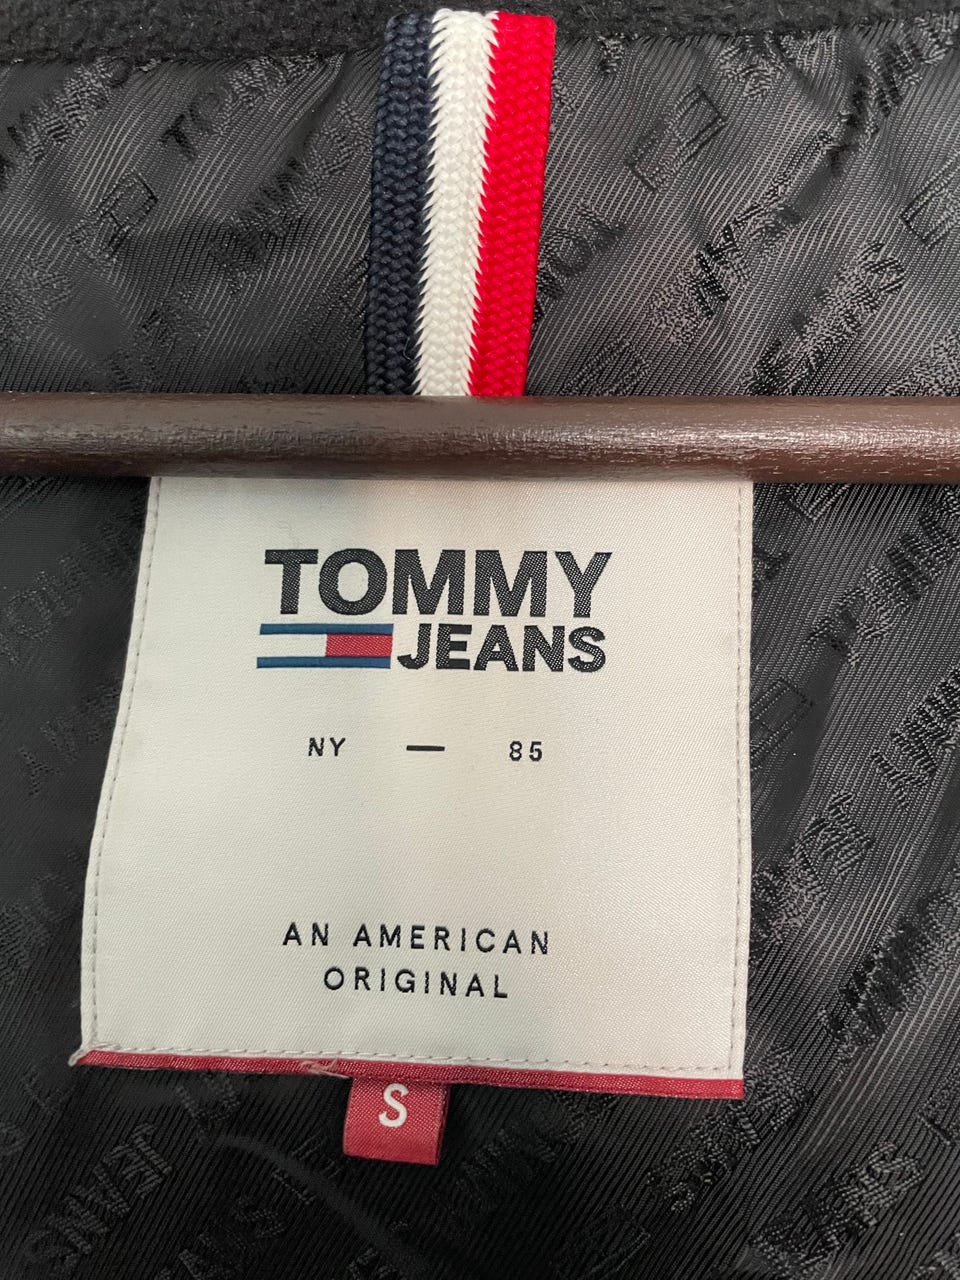 TOMMY
JEANS
NY — 85
AN AMERICAN
ORIGINAL
S